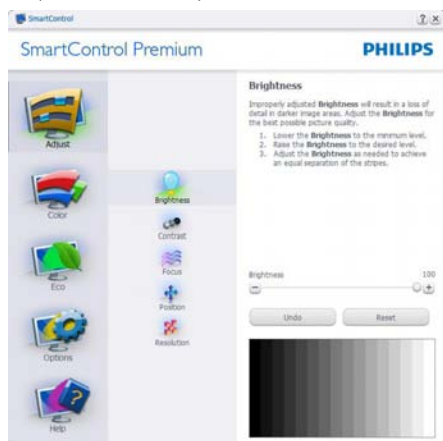 SmartControl
SmartControl Premium
PHILIPS
Adjust
Color
Eco
Options
Help
Brightness
Contrast
Focus
Position
Resolution
Brightness
Improperly adjusted Brightness will result in a loss of
detail in darker image areas. Adjust the Brightness for
the best possible picture quality.
1. Lower the Brightness to the minimum level.
2. Raise the Brightness to the desired level.
3. Adjust the Brightness as needed to achieve
an equal separation of the stripes.
Brightness 100
Undo Reset